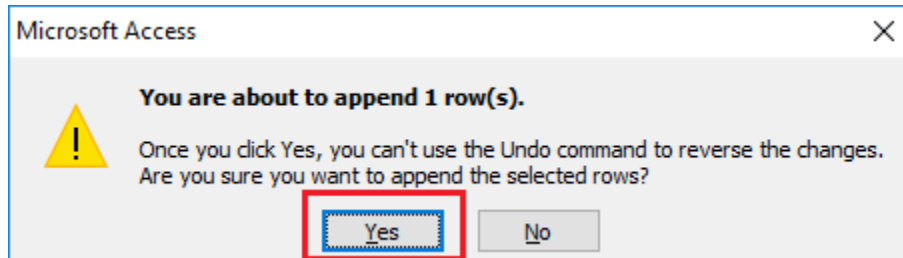 Microsoft Access
You are about to append 1 row(s).
Once you click Yes, you can't use the Undo command to reverse the changes.
Are you sure you want to append the selected rows?
Yes No